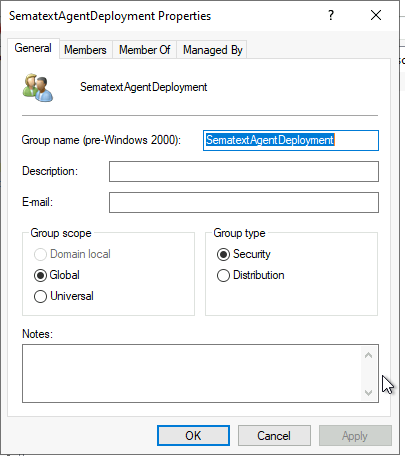 SematextAgentDeployment Properties
?
General Members Member Of Managed By
SematextAgentDeployment
Group name (pre-Windows 2000): SematextAgentDeployment
Description:
E-mail:
Group scope
Domain local
Global
Universal
Group type
Security
Distribution
Notes:
OK Cancel Apply